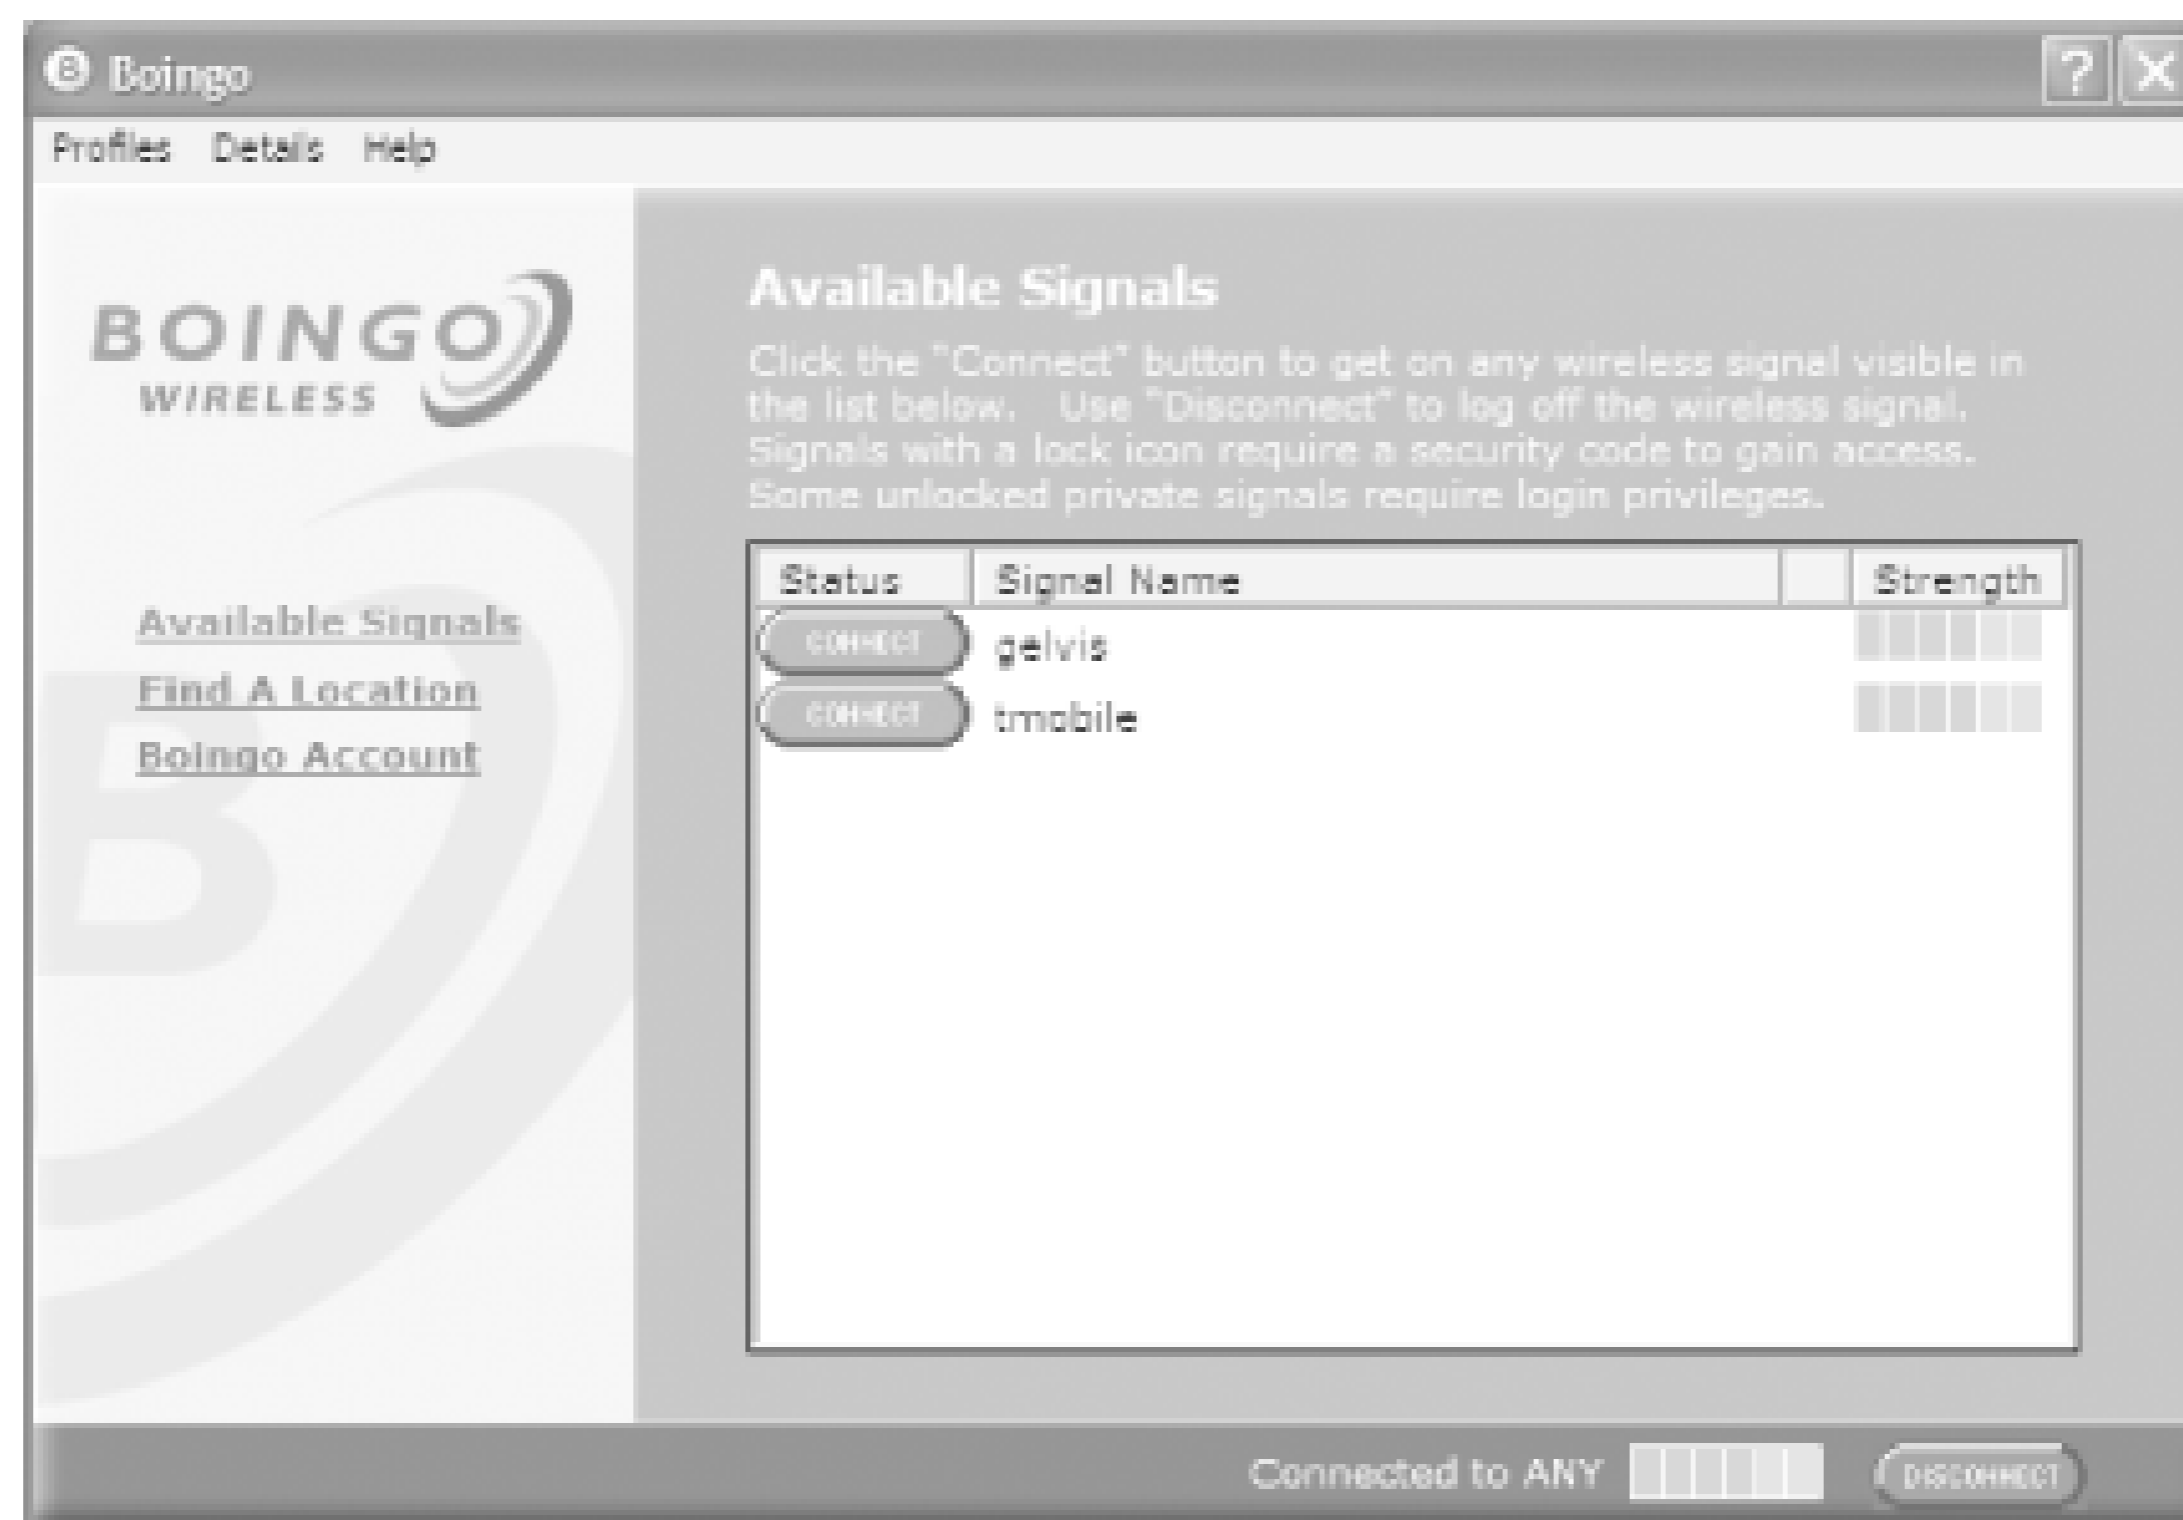 Boingo
? X
Profiles Details Help
BOINGO
WIRELESS
Available Signals
Find A Location
Boingo Account
B
Available Signals
Click the "Connect" button to get on any wireless signal visible in
the list below. Use "Disconnect" to log off the wireless signal.
Signals with a lock icon require a security code to gain access.
Some unlocked private signals require login privileges.
Status Signal Name Strength
CONNECT gelvis
CONNECT tmobile
Connected to ANY DISCONNECT